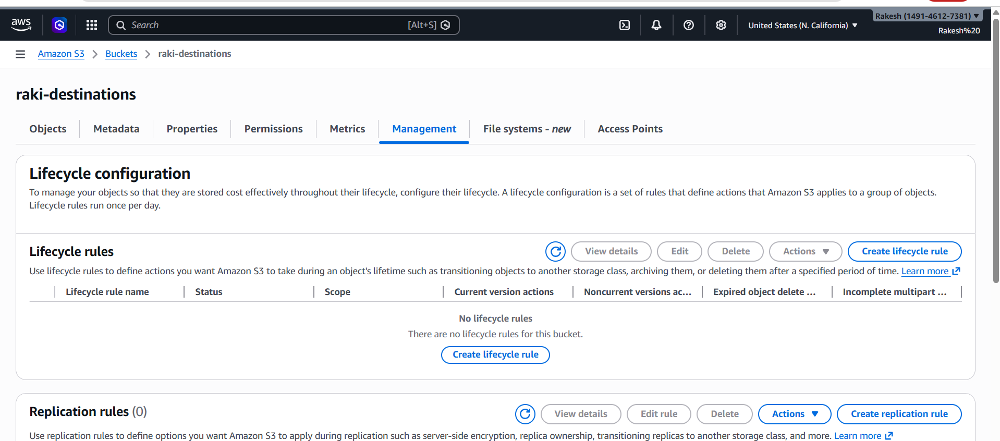 aws
Search [Alt+S]
United States (N. California) ▼
Rakesh (1491-4612-7381) ▼
Rakesh%20
Amazon S3 > Buckets > raki-destinations
raki-destinations
Objects Metadata Properties Permissions Metrics Management File systems - new Access Points
Lifecycle configuration
To manage your objects so that they are stored cost effectively throughout their lifecycle, configure their lifecycle. A lifecycle configuration is a set of rules that define actions that Amazon S3 applies to a group of objects.
Lifecycle rules run once per day.
Lifecycle rules
View details Edit Delete Actions ▼ Create lifecycle rule
Use lifecycle rules to define actions you want Amazon S3 to take during an object's lifetime such as transitioning objects to another storage class, archiving them, or deleting them after a specified period of time. Learn more
Lifecycle rule name Status Scope Current version actions Noncurrent versions ac... Expired object delete ... Incomplete multipart ...
No lifecycle rules
There are no lifecycle rules for this bucket.
Create lifecycle rule
Replication rules (0)
View details Edit rule Delete Actions ▼ Create replication rule
Use replication rules to define options you want Amazon S3 to apply during replication such as server-side encryption, replica ownership, transitioning replicas to another storage class, and more. Learn more